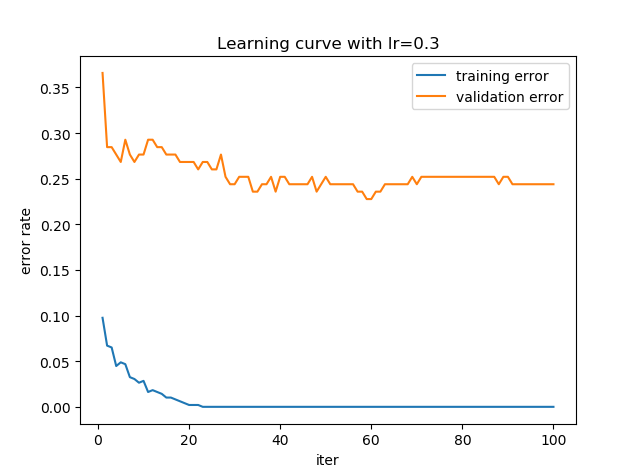 Learning curve with lr=0.3
training error
validation error
error rate
0.35
0.30
0.25
0.20
0.15
0.10
0.05
0.00
0 20 40 60 80 100
iter